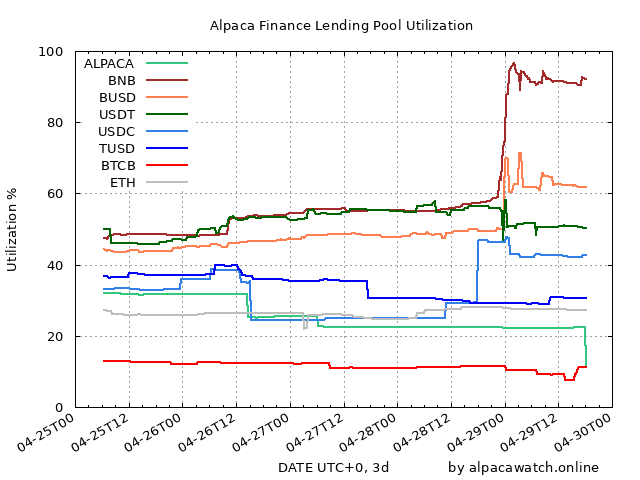 Alpaca Finance Lending Pool Utilization
Utilization %
100
80
60
40
20
0
ALPACA
BNB
BUSD
USDT
USDC
TUSD
BTCB
ETH
04-25T00
04-25T12
04-26T00
04-26T12
04-27T00
04-27T12
04-28T00
04-28T12
04-29T00
04-29T12
04-30T00
DATE UTC+0, 3d
by alpacawatch.online